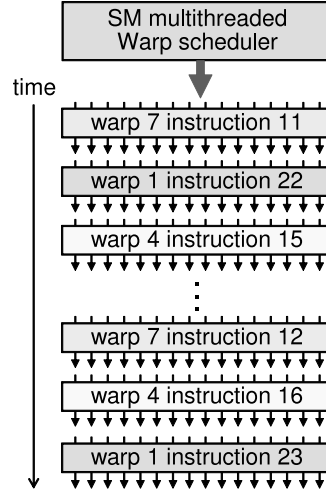 SM multithreaded
Warp scheduler
time
warp 7 instruction 11
warp 1 instruction 22
warp 4 instruction 15
warp 7 instruction 12
warp 4 instruction 16
warp 1 instruction 23